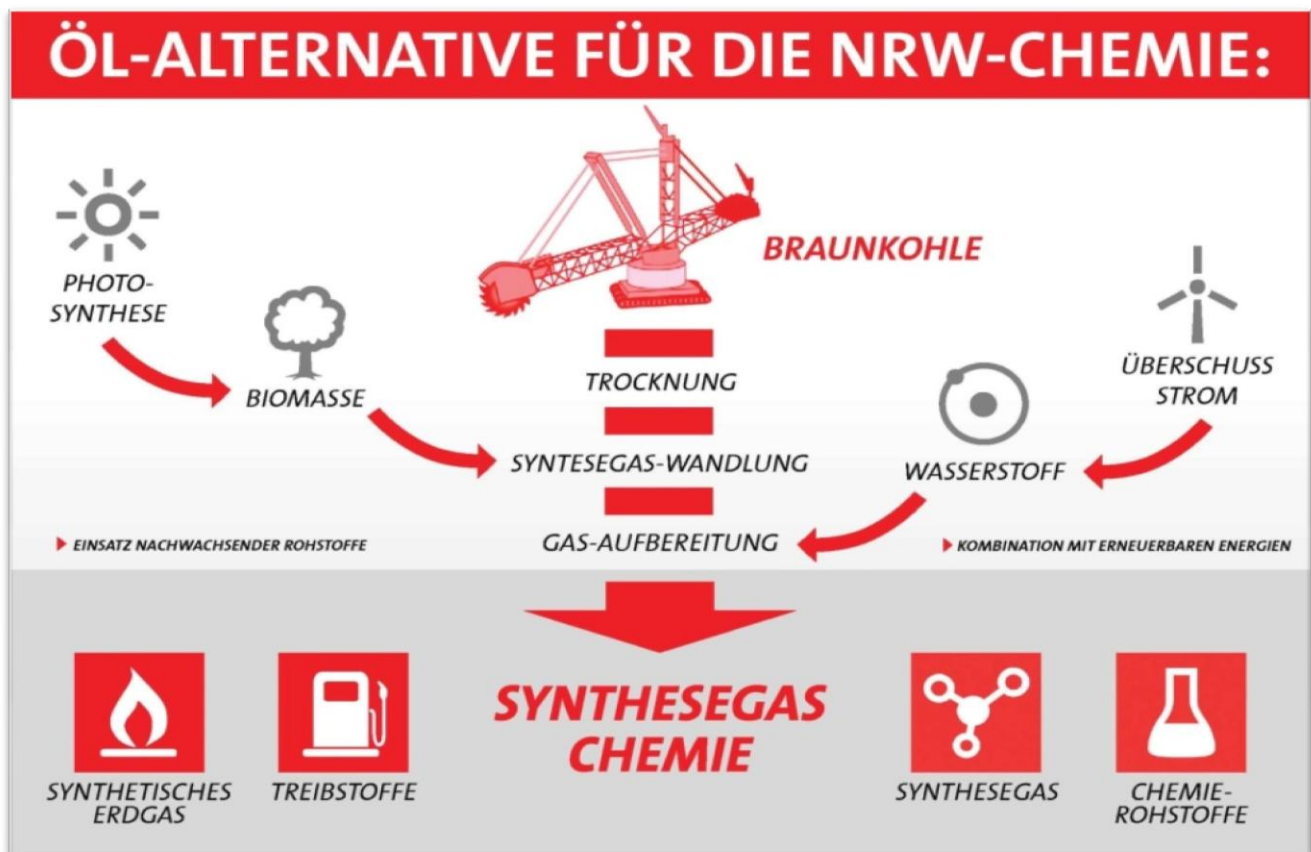 ÖL-ALTERNATIVE FÜR DIE NRW-CHEMIE:
BRAUNKOHLE
PHOTO-
SYNTHESE
BIOMASSE
TROCKNUNG
SYNTESEGAS-WANDLUNG
GAS-AUFBEREITUNG
ÜBERSCHUSS
STROM
WASSERSTOFF
EINSATZ NACHWACHSENDER ROHSTOFFE
KOMBINATION MIT ERNEUERBAREN ENERGIEN
SYNTHESEGAS
CHEMIE
SYNTHETISCHES
ERDGAS
TREIBSTOFFE
SYNTHESEGAS
CHEMIE-
ROHSTOFFE